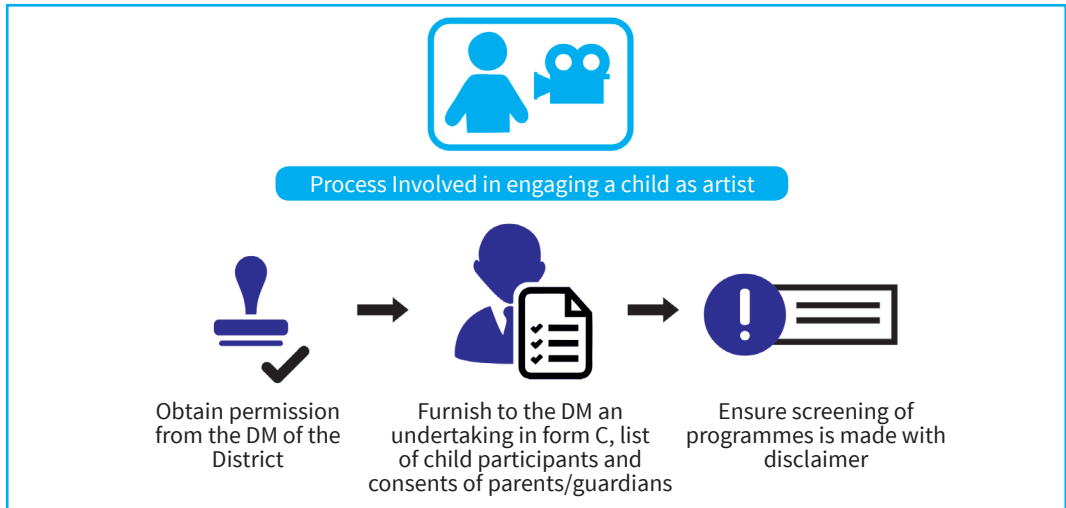 Process Involved in engaging a child as artist
Obtain permission
from the DM of the
District
Furnish to the DM an
undertaking in form C, list
of child participants and
consents of parents/guardians
Ensure screening of
programmes is made with
disclaimer